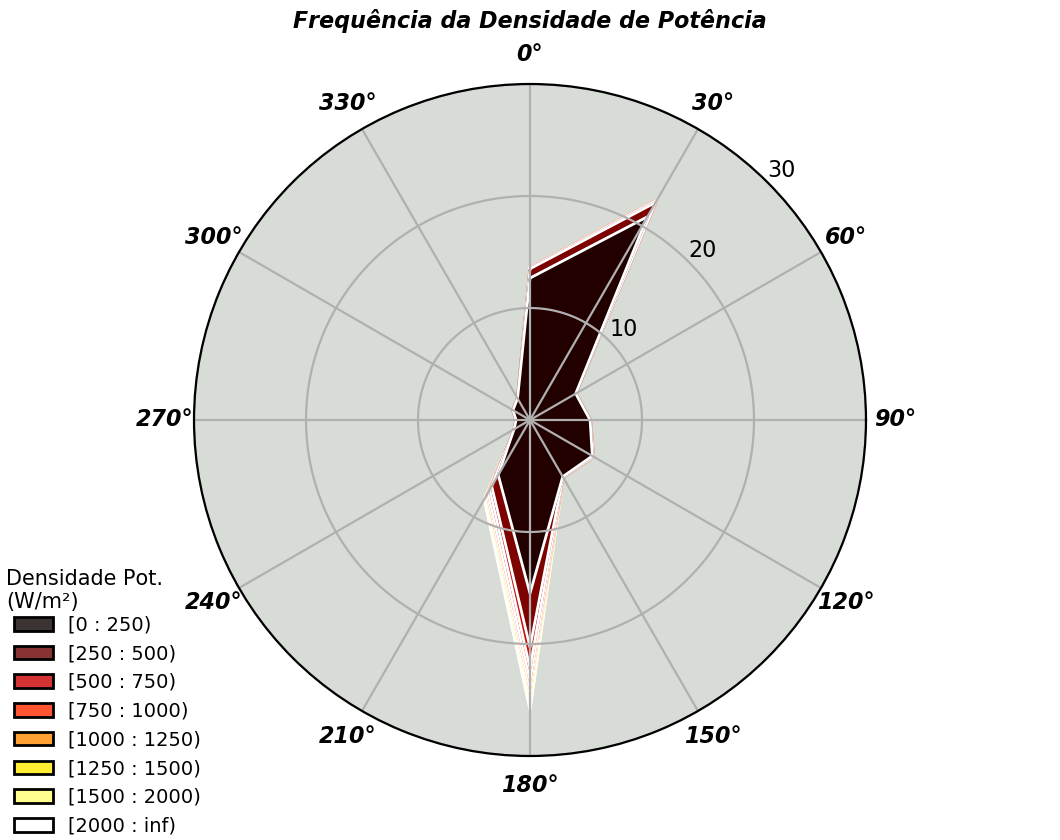 Frequência da Densidade de Potência
0°
330°
30°
30
300°
60°
20
10
270°
90°
Densidade Pot.
(W/m²)
240°
120°
[0 : 250)
[250 : 500)
[500 : 750)
[750 : 1000)
210°
150°
[1000 : 1250)
[1250 : 1500)
180°
[1500 : 2000)
[2000 : inf)